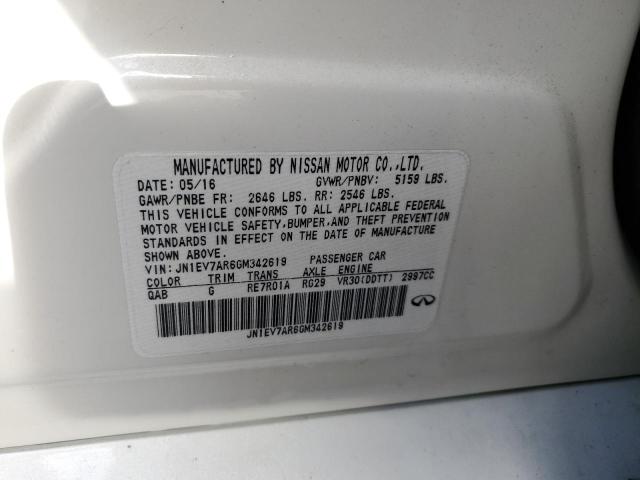 MANUFACTURED BY NISSAN MOTOR CO.,LTD.
DATE: 05/16 GVWR/PNBV: 5159 LBS.
GAWR/PNBE FR: 2646 LBS. RR: 2546 LBS.
THIS VEHICLE CONFORMS TO ALL APPLICABLE FEDERAL
MOTOR VEHICLE SAFETY,BUMPER,AND THEFT PREVENTION
STANDARDS IN EFFECT ON THE DATE OF MANUFACTURE
SHOWN ABOVE.
VIN: JN1EV7AR6GM342619 PASSENGER CAR
COLOR TRIM TRANS AXLE ENGINE
QAB G RE7R01A RG29 VR30(DDTT) 2997CC
JN1EV7AR6GM342619